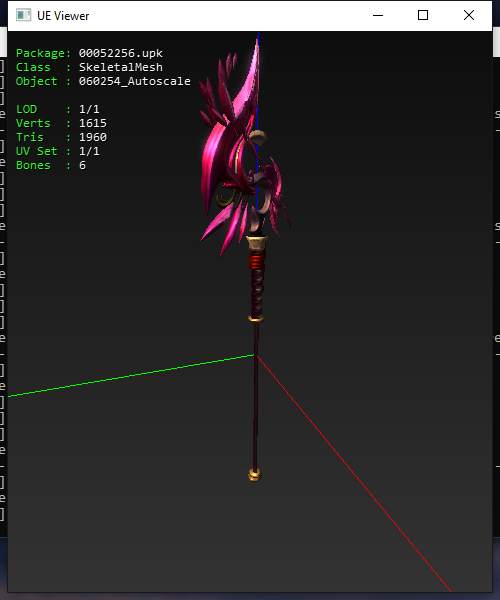 UE Viewer
Package: 00052256.upk
Class  : SkeletalMesh
Object : 060254_Autoscale
LOD    : 1/1
Verts  : 1615
Tris   : 1960
UV Set : 1/1
Bones  : 6